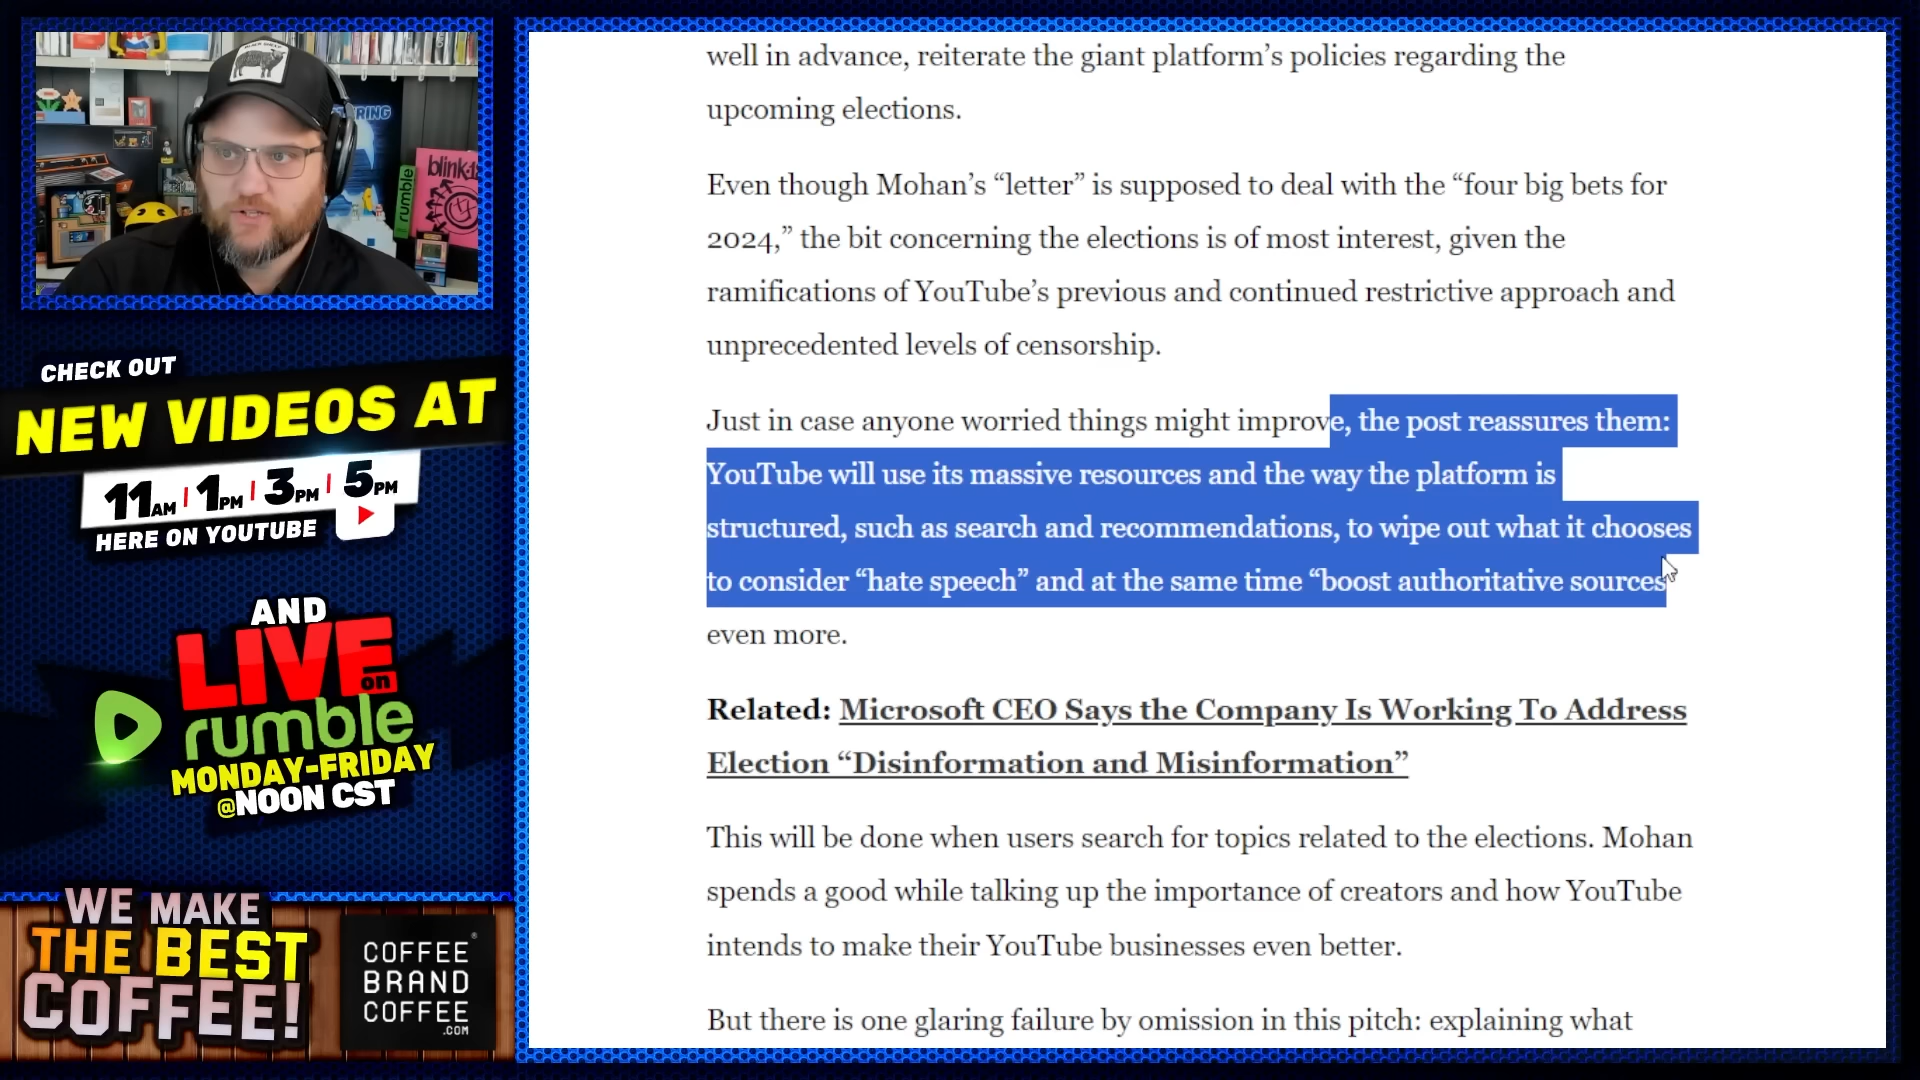 BLACK SHEEP
RING
rumble
blink-1
CHECK OUT
NEW VIDEOS AT
11AM | 1PM | 3PM | 5PM
HERE ON YOUTUBE
AND
LIVE
on
rumble
MONDAY-FRIDAY
@NOON CST
WE MAKE
THE BEST
COFFEE!
COFFEE
BRAND
COFFEE
.COM
well in advance, reiterate the giant platform’s policies regarding the
upcoming elections.
Even though Mohan’s “letter” is supposed to deal with the “four big bets for
2024,” the bit concerning the elections is of most interest, given the
ramifications of YouTube’s previous and continued restrictive approach and
unprecedented levels of censorship.
Just in case anyone worried things might improve, the post reassures them:
YouTube will use its massive resources and the way the platform is
structured, such as search and recommendations, to wipe out what it chooses
to consider “hate speech” and at the same time “boost authoritative sources
even more.
Related: Microsoft CEO Says the Company Is Working To Address
Election “Disinformation and Misinformation”
This will be done when users search for topics related to the elections. Mohan
spends a good while talking up the importance of creators and how YouTube
intends to make their YouTube businesses even better.
But there is one glaring failure by omission in this pitch: explaining what